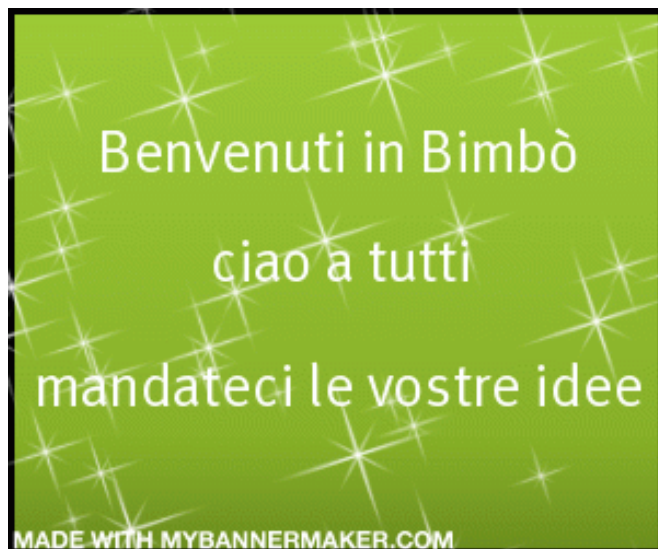 Benvenuti in Bimbò
ciao a tutti
mandateci le vostre idee
MADE WITH MYBANNERMAKER.COM